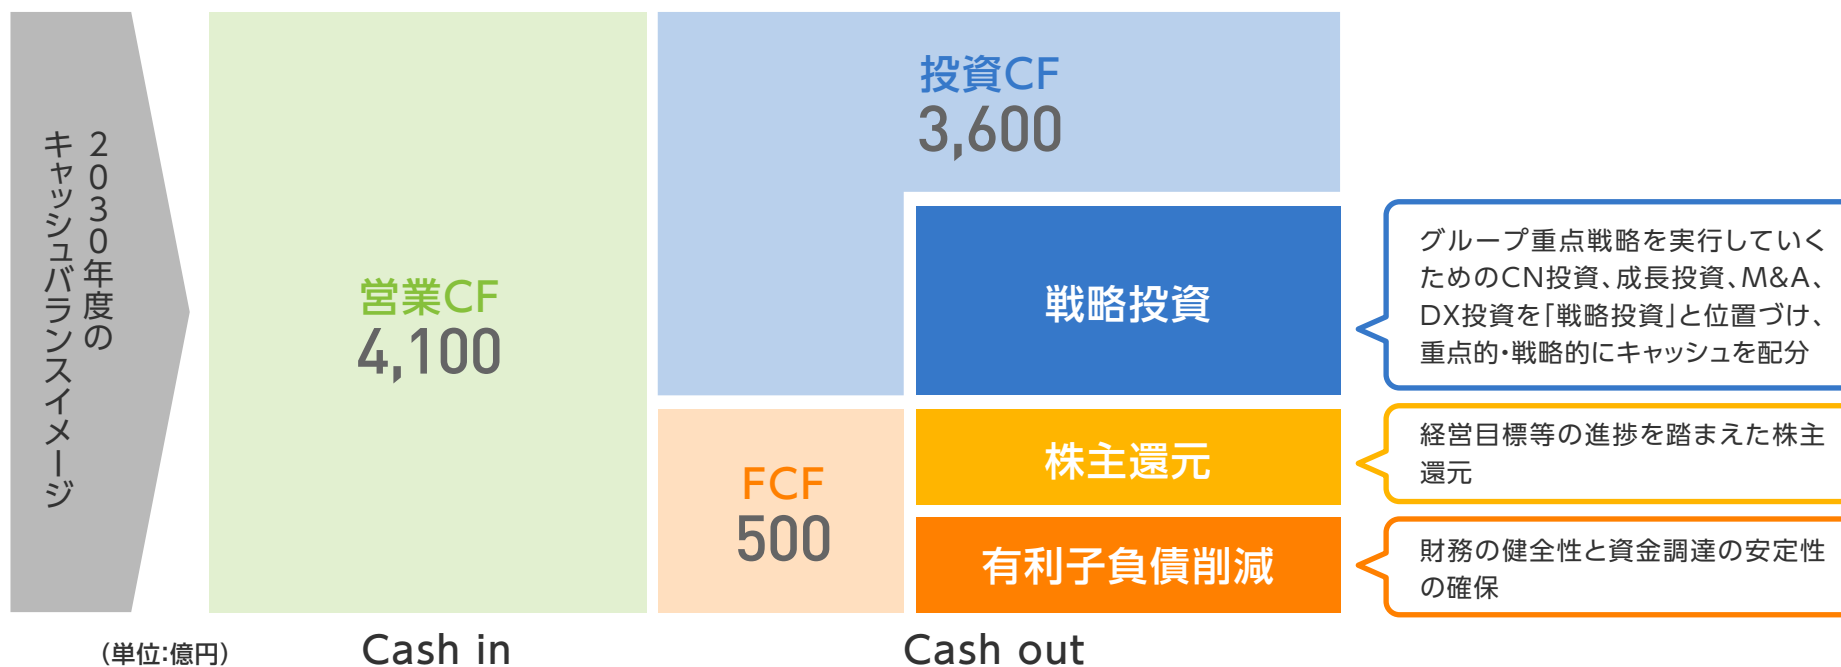 2030年度の
キャッシュバランスイメージ
営業CF
4,100
投資CF
3,600
戦略投資
FCF
500
株主還元
有利子負債削減
グループ重点戦略を実行していく
ためのCN投資、成長投資、M&A、
DX投資を「戦略投資」と位置づけ、
重点的・戦略的にキャッシュを配分
経営目標等の進捗を踏まえた株主
還元
財務の健全性と資金調達の安定性
の確保
（単位:億円）
Cash in
Cash out